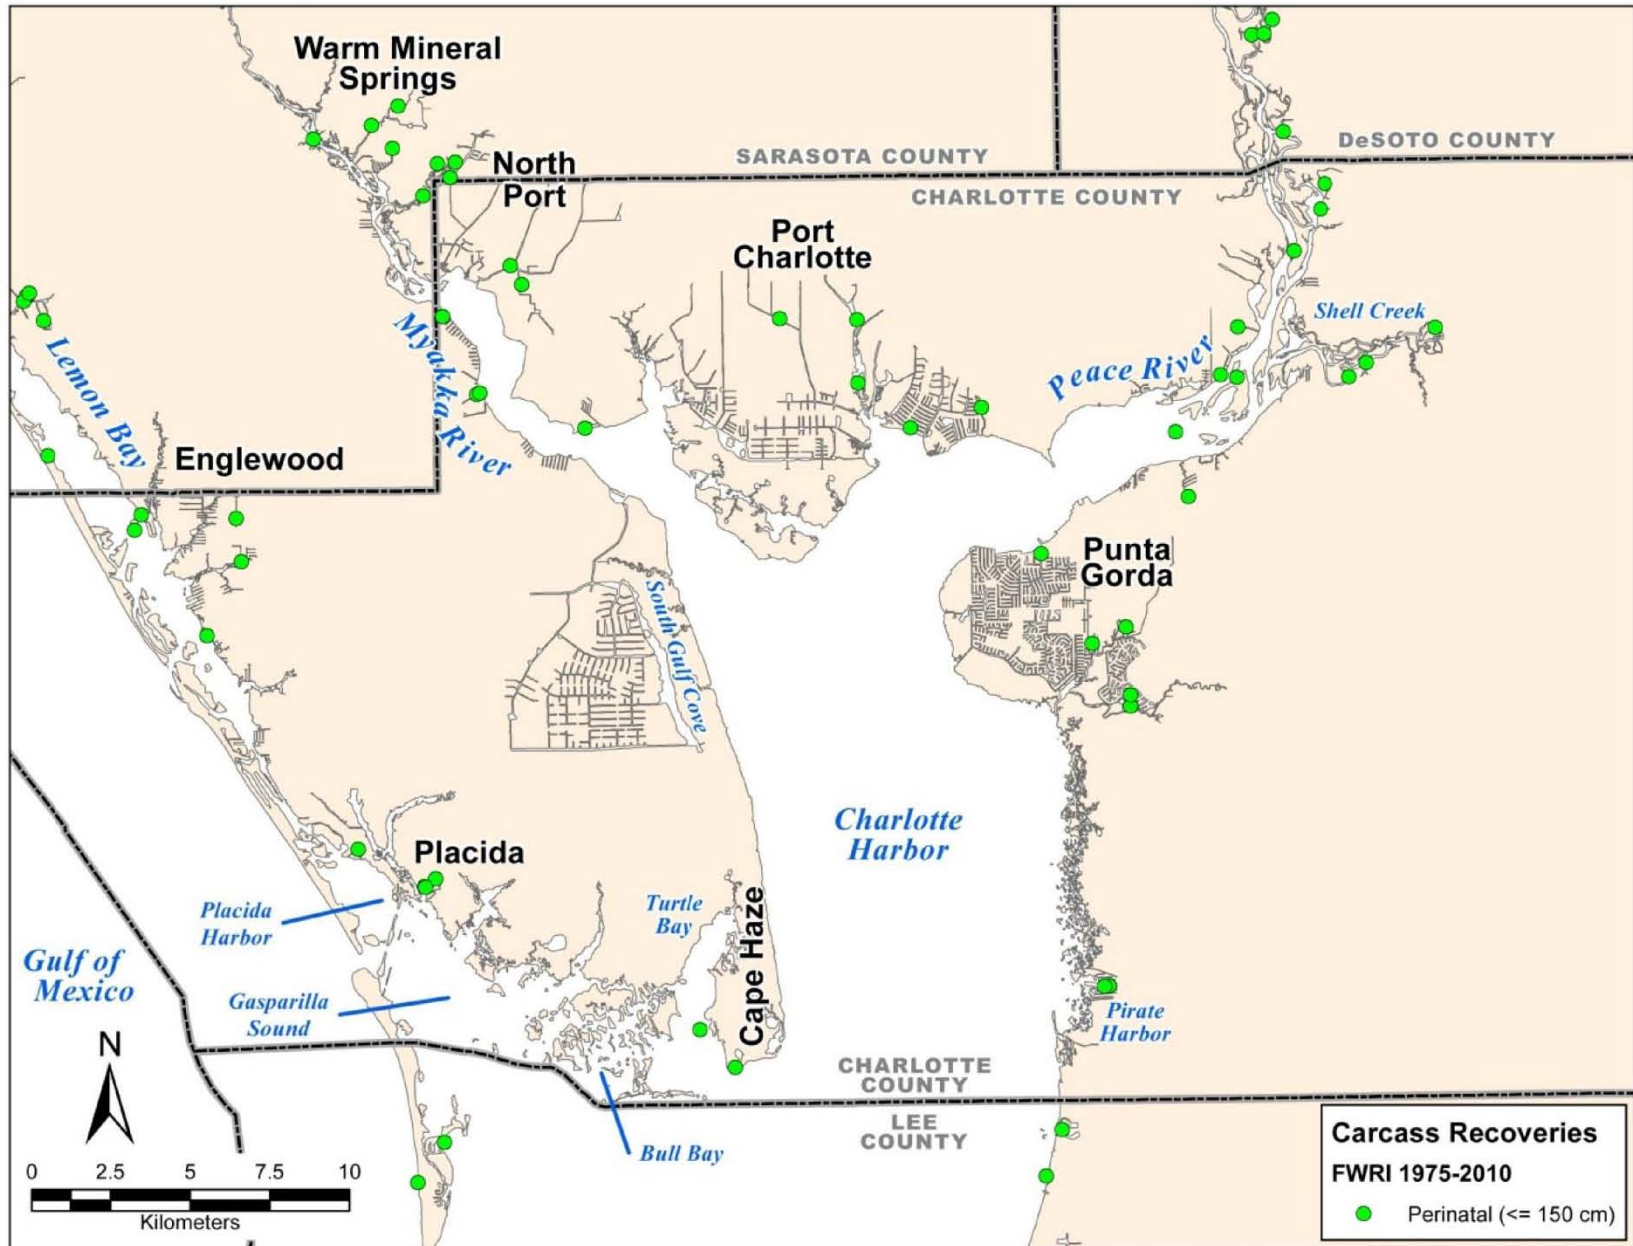 Warm Mineral
Springs
North
Port
SARASOTA COUNTY
DeSOTO COUNTY
CHARLOTTE COUNTY
Port
Charlotte
Shell Creek
Peace River
Myakka River
Lemon Bay
Englewood
Punta
Gorda
South Gulf Cove
Charlotte
Harbor
Placida
Placida
Harbor
Turtle
Bay
Cape Haze
Gulf of
Mexico
Gasparilla
Sound
Pirate
Harbor
N
CHARLOTTE
COUNTY
LEE
COUNTY
Bull Bay
0 2.5 5 7.5 10
Kilometers
Carcass Recoveries
FWRI 1975-2010
Perinatal (<= 150 cm)